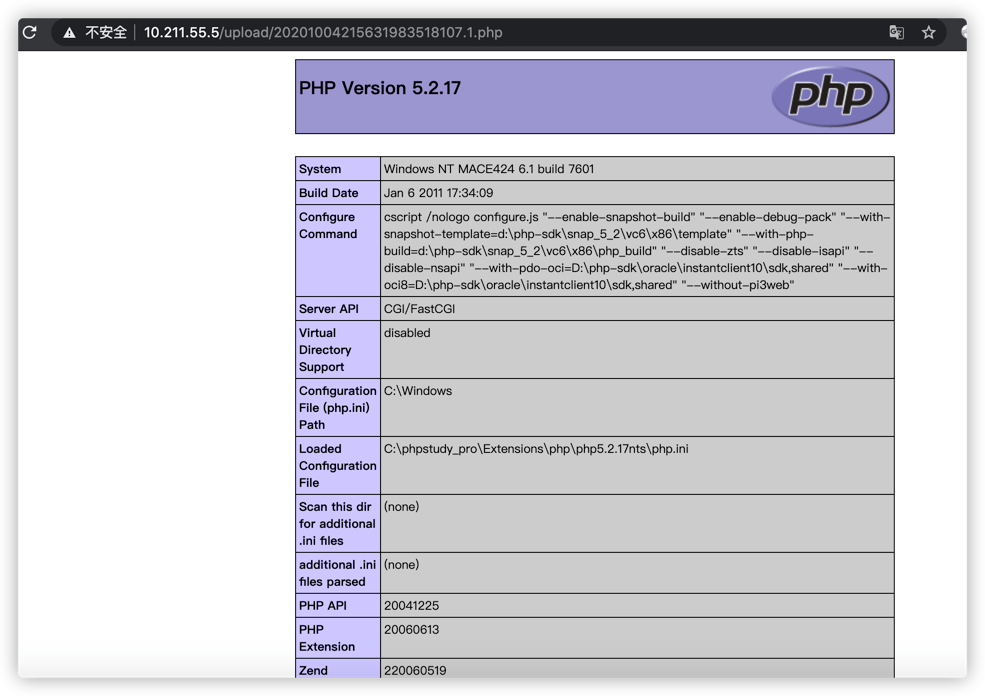 不安全 10.211.55.5/upload/20201004215631983518107.1.php
PHP Version 5.2.17
php
System Windows NT MACE424 6.1 build 7601
Build Date Jan 6 2011 17:34:09
Configure cscript /nologo configure.js "--enable-snapshot-build" "--enable-debug-pack" "--with-
Command snapshot-template=d:\php-sdk\snap_5_2\vc6\x86\template" "--with-php-
build=d:\php-sdk\snap_5_2\vc6\x86\php_build" "--disable-zts" "--disable-isapi" "--
disable-nsapi" "--with-pdo-oci=D:\php-sdk\oracle\instantclient10\sdk,shared" "--with-
oci8=D:\php-sdk\oracle\instantclient10\sdk,shared" "--without-pi3web"
Server API CGI/FastCGI
Virtual disabled
Directory
Support
Configuration C:\Windows
File (php.ini)
Path
Loaded C:\phpstudy_pro\Extensions\php\php5.2.17nts\php.ini
Configuration
File
Scan this dir (none)
for additional
.ini files
additional .ini (none)
files parsed
PHP API 20041225
PHP 20060613
Extension
Zend 220060519